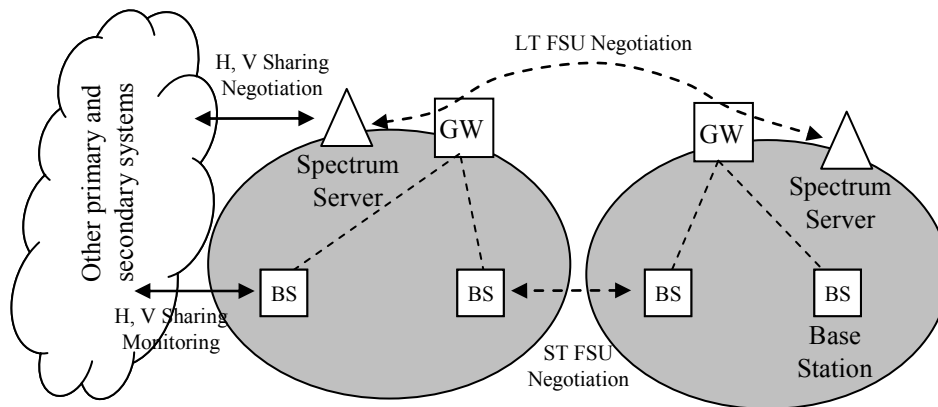 LT FSU Negotiation
H, V Sharing
Negotiation
Other primary and
secondary systems
GW
GW
Spectrum
Server
Spectrum
Server
BS
BS
BS
BS
H, V Sharing
Monitoring
ST FSU
Negotiation
Base
Station